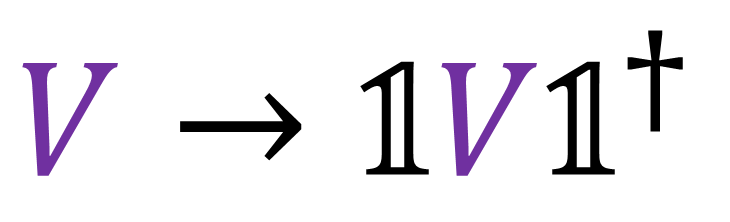 V → 𝟙V𝟙†